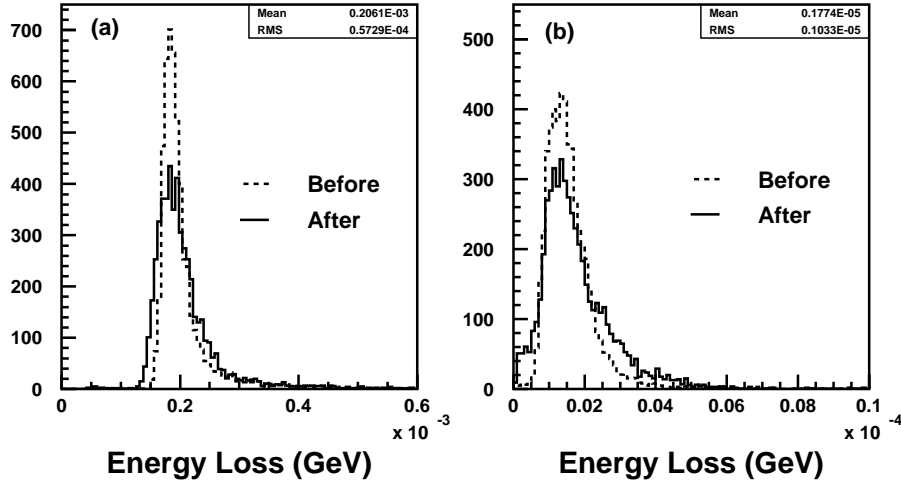 (a)
Mean 0.2061E-03
RMS 0.5729E-04
700
600
500
400
300
200
100
0
Before
After
0 0.2 0.4 0.6
x 10 -3
Energy Loss (GeV)
(b)
Mean 0.1774E-05
RMS 0.1033E-05
500
400
300
200
100
0
Before
After
0 0.02 0.04 0.06 0.08 0.1
x 10 -4
Energy Loss (GeV)